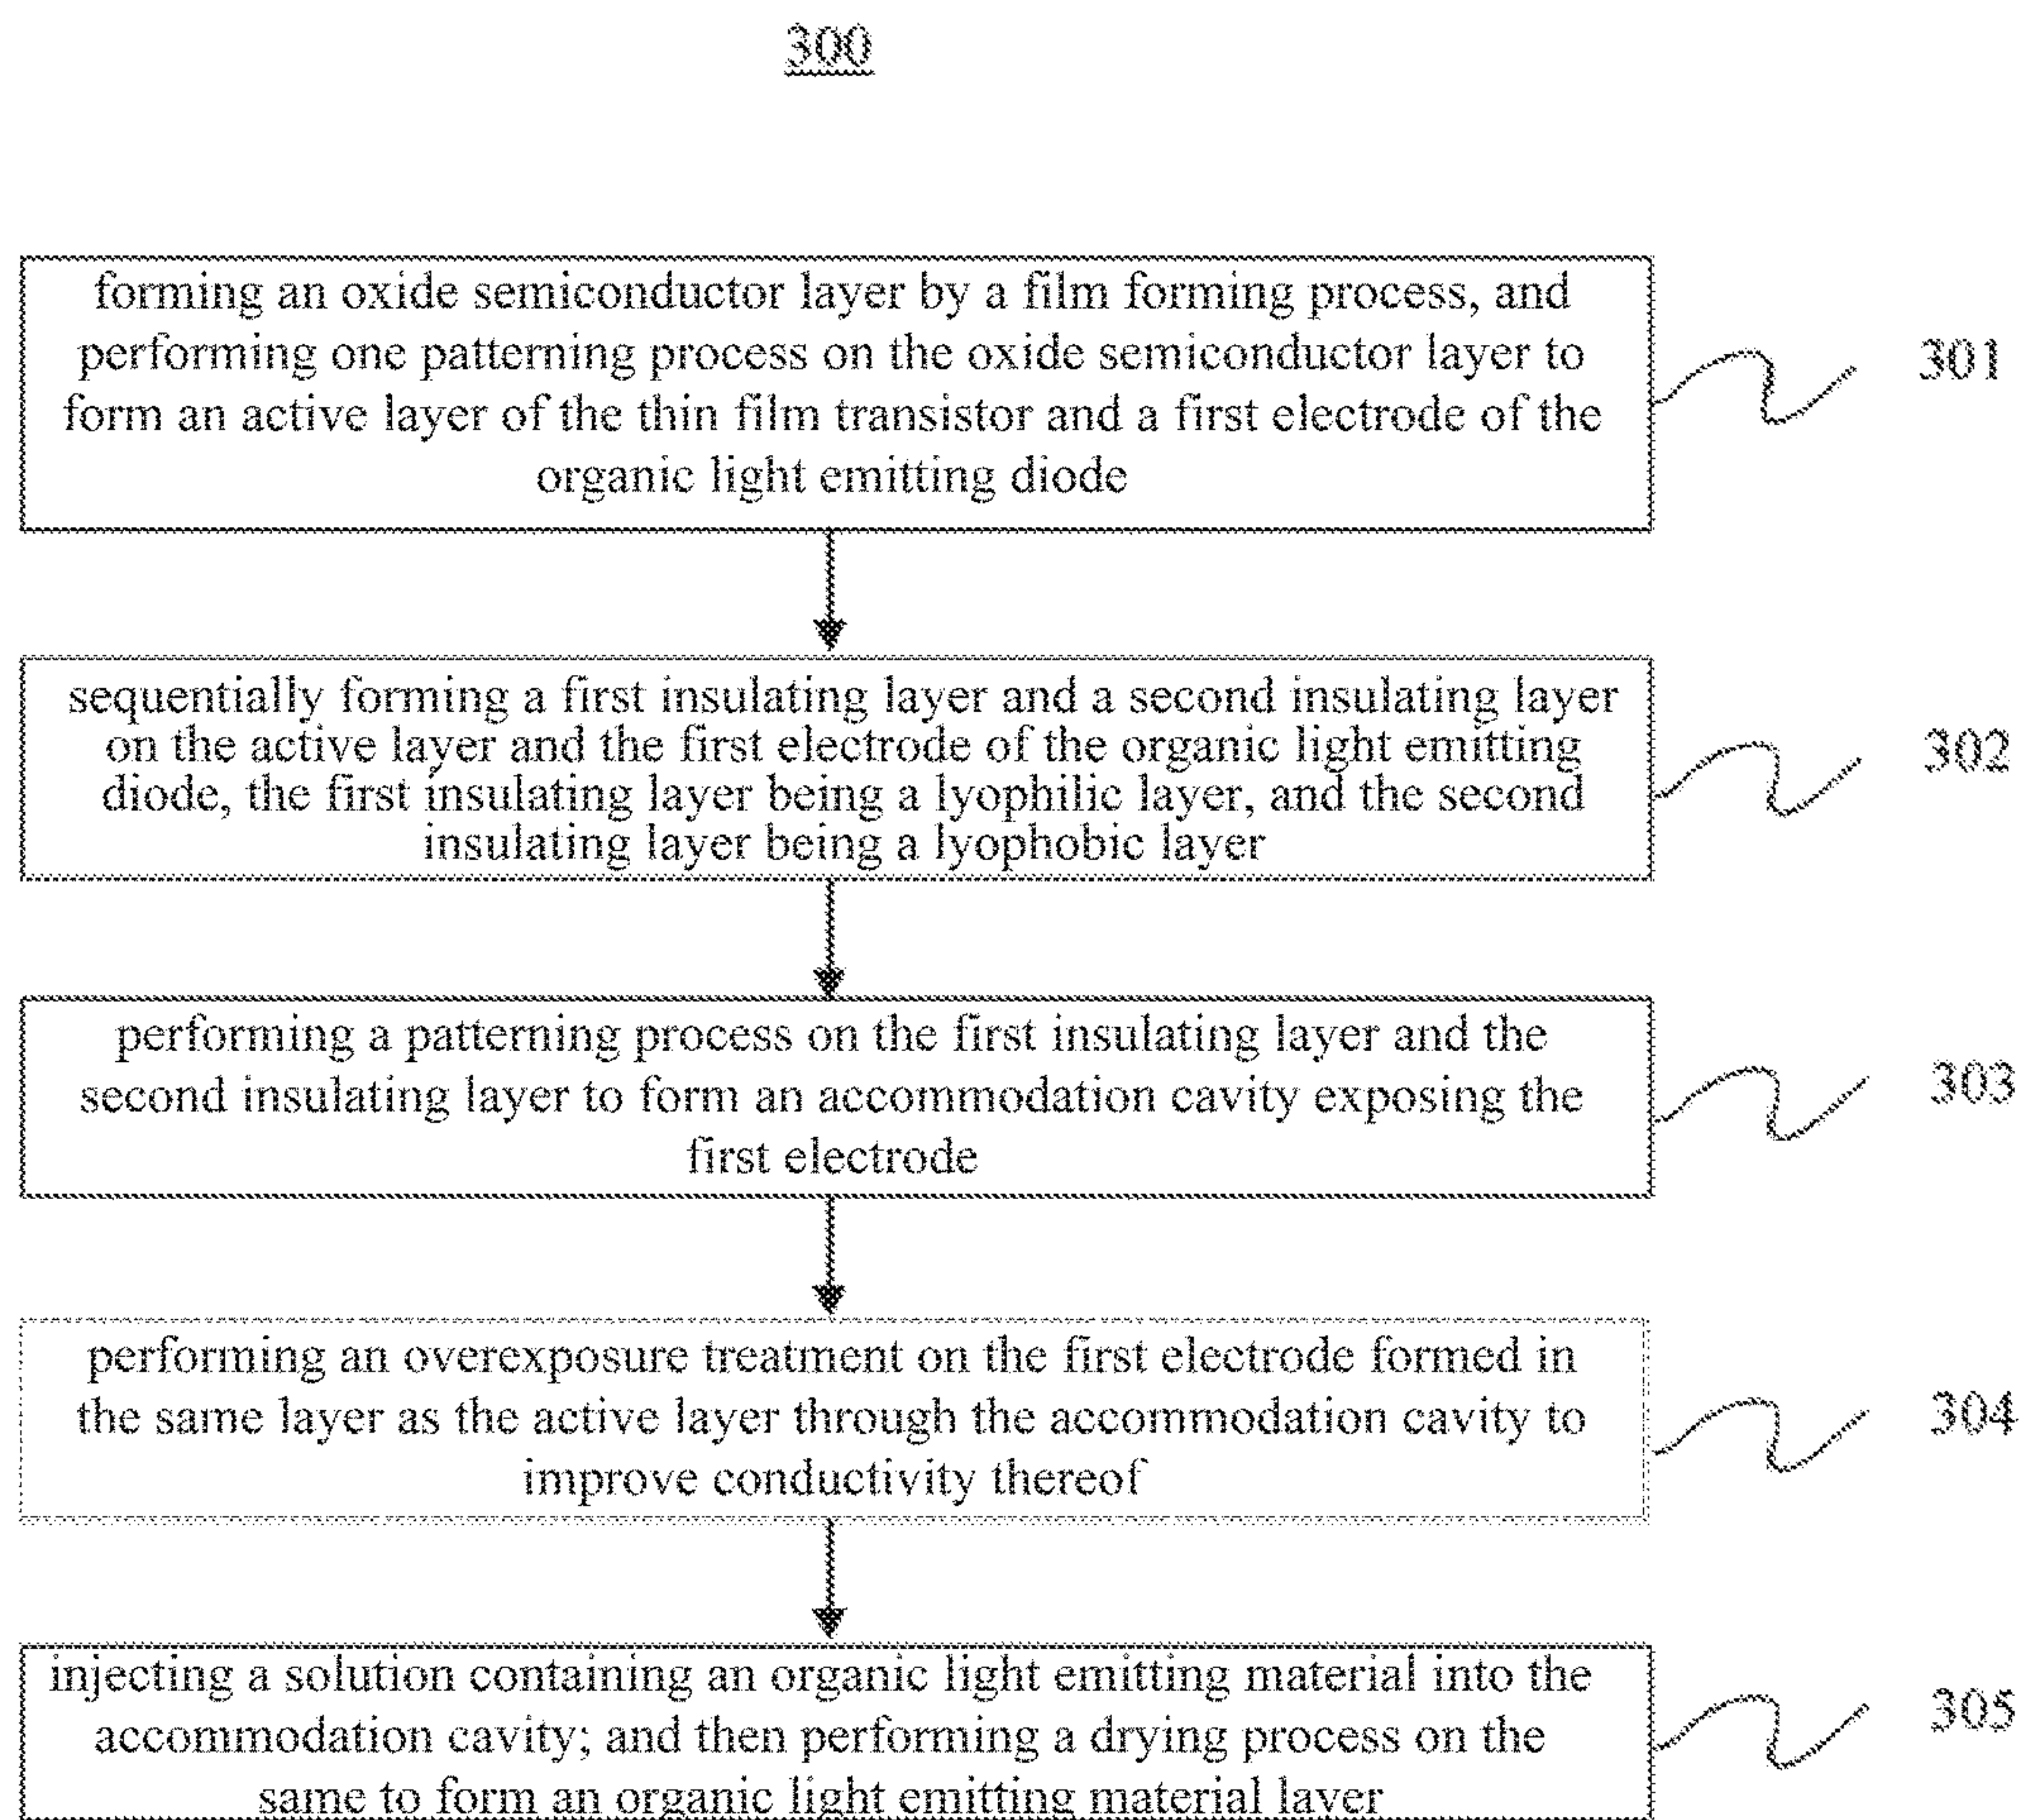 300
forming an oxide semiconductor layer by a film forming process, and
performing one patterning process on the oxide semiconductor layer to
form an active layer of the thin film transistor and a first electrode of the
organic light emitting diode
301
sequentially forming a first insulating layer and a second insulating layer
on the active layer and the first electrode of the organic light emitting
diode, the first insulating layer being a lyophilic layer, and the second
insulating layer being a lyophobic layer
302
performing a patterning process on the first insulating layer and the
second insulating layer to form an accommodation cavity exposing the
first electrode
303
performing an overexposure treatment on the first electrode formed in
the same layer as the active layer through the accommodation cavity to
improve conductivity thereof
304
injecting a solution containing an organic light emitting material into the
accommodation cavity; and then performing a drying process on the
same to form an organic light emitting material layer
305